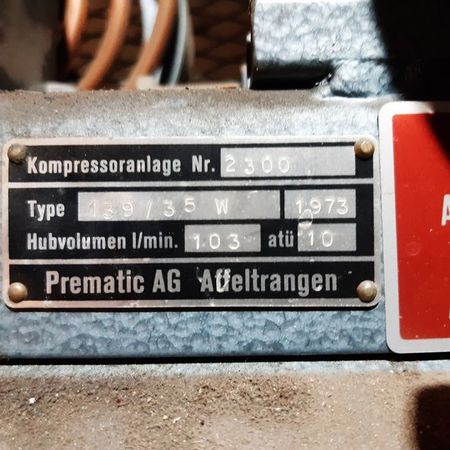 Kompressoranlage Nr. 2300
Type 139/35 W 1973
Hubvolumen l/min. 103 atü 10
Prematic AG Affeltrangen